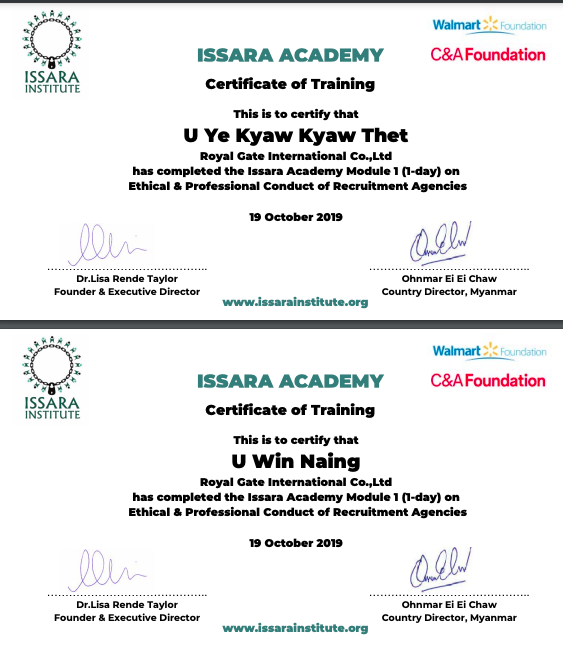 ISSARA
INSTITUTE
Walmart Foundation
C&A Foundation
ISSARA ACADEMY
Certificate of Training
This is to certify that
U Ye Kyaw Kyaw Thet
Royal Gate International Co.,Ltd
has completed the Issara Academy Module 1 (1-day) on
Ethical & Professional Conduct of Recruitment Agencies
19 October 2019
Dr.Lisa Rende Taylor
Founder & Executive Director
Ohnmar Ei Ei Chaw
Country Director, Myanmar
www.issarainstitute.org
ISSARA
INSTITUTE
Walmart Foundation
C&A Foundation
ISSARA ACADEMY
Certificate of Training
This is to certify that
U Win Naing
Royal Gate International Co.,Ltd
has completed the Issara Academy Module 1 (1-day) on
Ethical & Professional Conduct of Recruitment Agencies
19 October 2019
Dr.Lisa Rende Taylor
Founder & Executive Director
Ohnmar Ei Ei Chaw
Country Director, Myanmar
www.issarainstitute.org